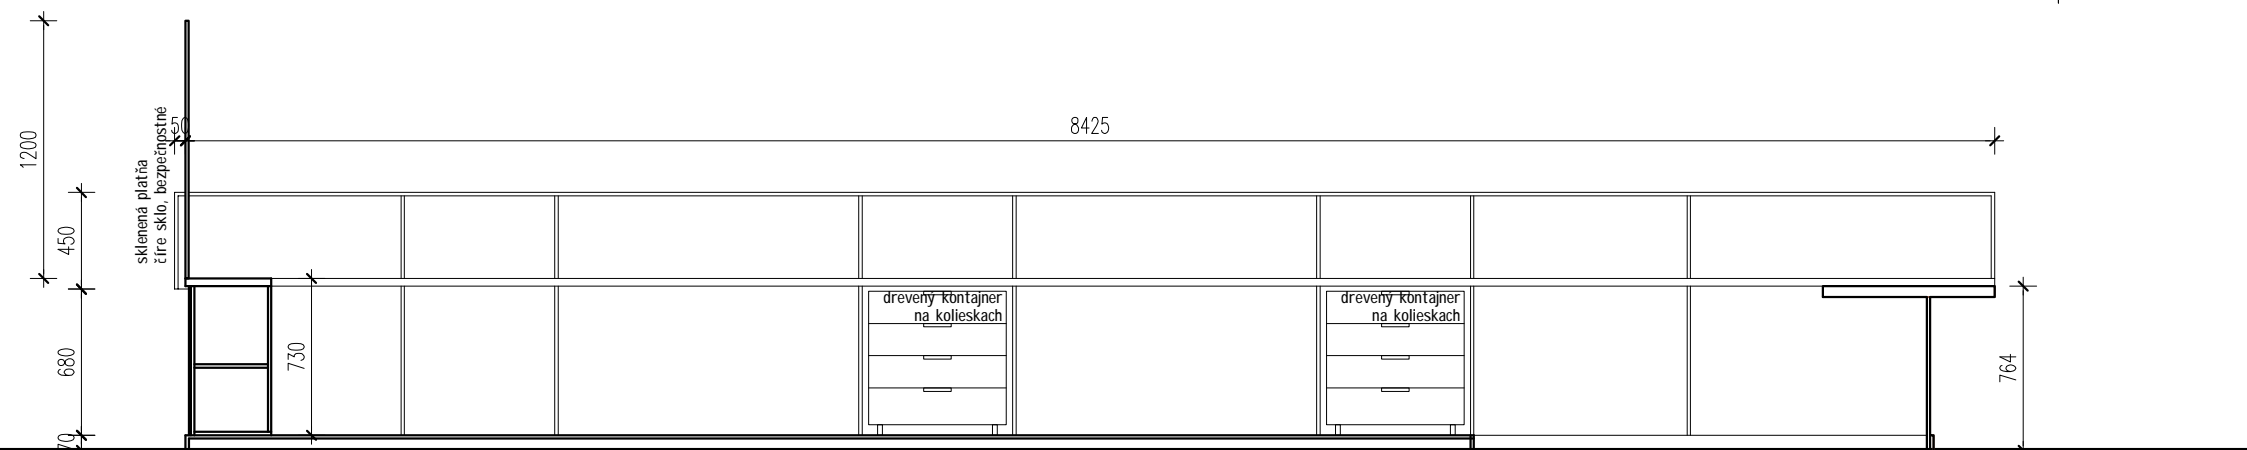 1200
450
680
70
sklenená platňa
číre sklo, bezpečnostné
50
8425
730
drevený kontajner
na kolieskach
drevený kontajner
na kolieskach
764